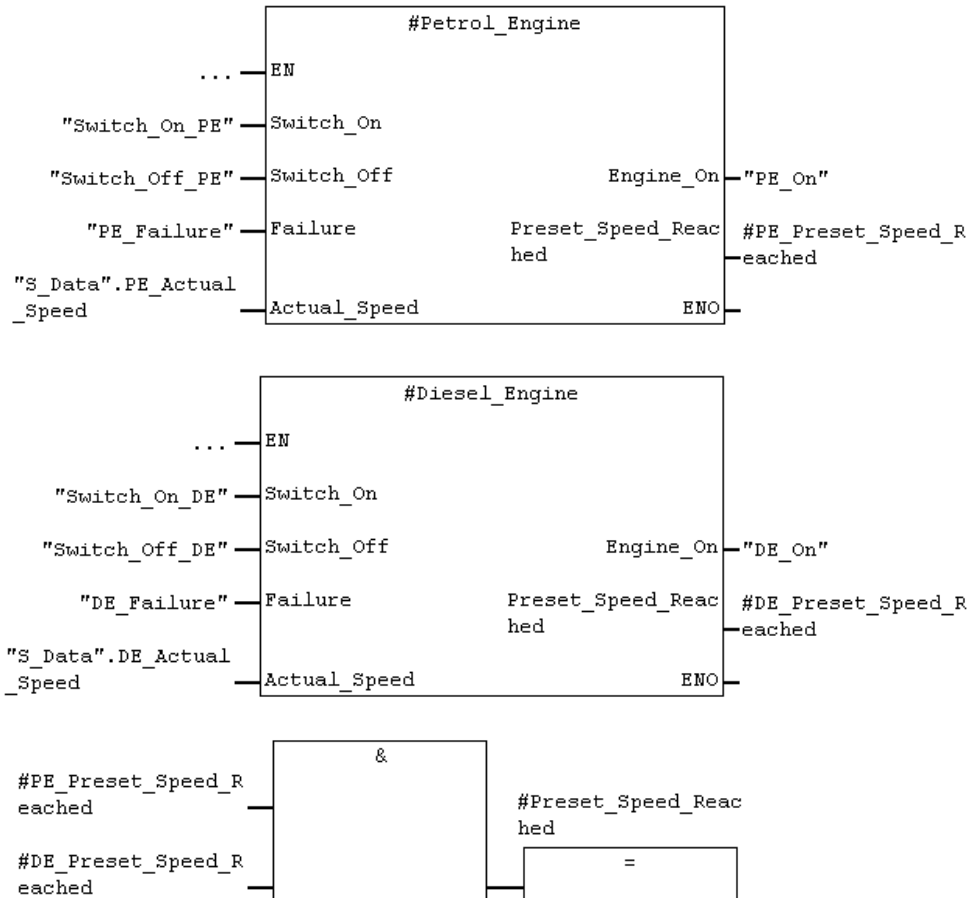 #Petrol_Engine
... EN
"Switch_On_PE" Switch_On
"Switch_Off_PE" Switch_Off Engine_On "PE_On"
"PE_Failure" Failure Preset_Speed_Reac #PE_Preset_Speed_R
hed eached
"S_Data".PE_Actual
_Speed Actual_Speed ENO
#Diesel_Engine
... EN
"Switch_On_DE" Switch_On
"Switch_Off_DE" Switch_Off Engine_On "DE_On"
"DE_Failure" Failure Preset_Speed_Reac #DE_Preset_Speed_R
hed eached
"S_Data".DE_Actual
_Speed Actual_Speed ENO
&
#PE_Preset_Speed_R
eached
#Preset_Speed_Reac
hed
#DE_Preset_Speed_R
eached
=